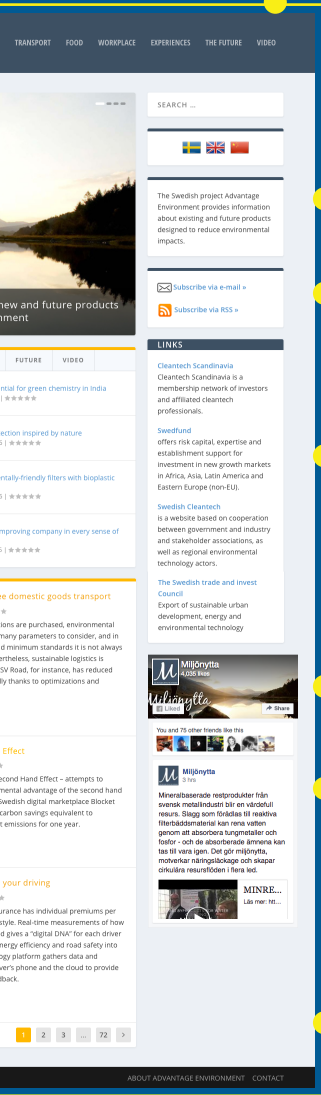 TRANSPORT FOOD WORKPLACE EXPERIENCES THE FUTURE VIDEO
new and future products
nment
FUTURE VIDEO
ntial for green chemistry in India
ection inspired by nature
entally-friendly filters with bioplastic
mproving company in every sense of
ee domestic goods transport
ions are purchased, environmental
many parameters to consider, and in
d minimum standards it is not always
ertheless, sustainable logistics is
SV Road, for instance, has reduced
lly thanks to optimizations and
Effect
econd Hand Effect – attempts to
mental advantage of the second hand
Swedish digital marketplace Blocket
carbon savings equivalent to
t emissions for one year.
your driving
urance has individual premiums per
style. Real-time measurements of how
d gives a "digital DNA" for each driver
nergy efficiency and road safety into
ogy platform gathers data and
ver's phone and the cloud to provide
dback.
1 2 3 ... 72 >
SEARCH ...
The Swedish project Advantage
Environment provides information
about existing and future products
designed to reduce environmental
impacts.
Subscribe via e-mail »
Subscribe via RSS »
LINKS
Cleantech Scandinavia
Cleantech Scandinavia is a
membership network of investors
and affiliated cleantech
professionals.
Swedfund
offers risk capital, expertise and
establishment support for
investment in new growth markets
in Africa, Asia, Latin America and
Eastern Europe (non-EU).
Swedish Cleantech
is a website based on cooperation
between government and industry
and stakeholder associations, as
well as regional environmental
technology actors.
The Swedish trade and invest
Council
Export of sustainable urban
development, energy and
environmental technology
Miljönytta
4,035 likes
Miljönytta
Liked Share
You and 75 other friends like this
Miljönytta
3 hrs
Mineralbaserade restprodukter från
svensk metallindustri blir en värdefull
resurs. Slagg som förädlas till reaktiva
filterbäddsmaterial kan rena vatten
genom att absorbera tungmetaller och
fosfor - och de absorberade ämnena kan
tas till vara igen. Det gör miljönytta,
motverkar näringsläckage och skapar
cirkulära resursflöden i flera led.
MINRE...
Läs mer: htt...
ABOUT ADVANTAGE ENVIRONMENT CONTACT